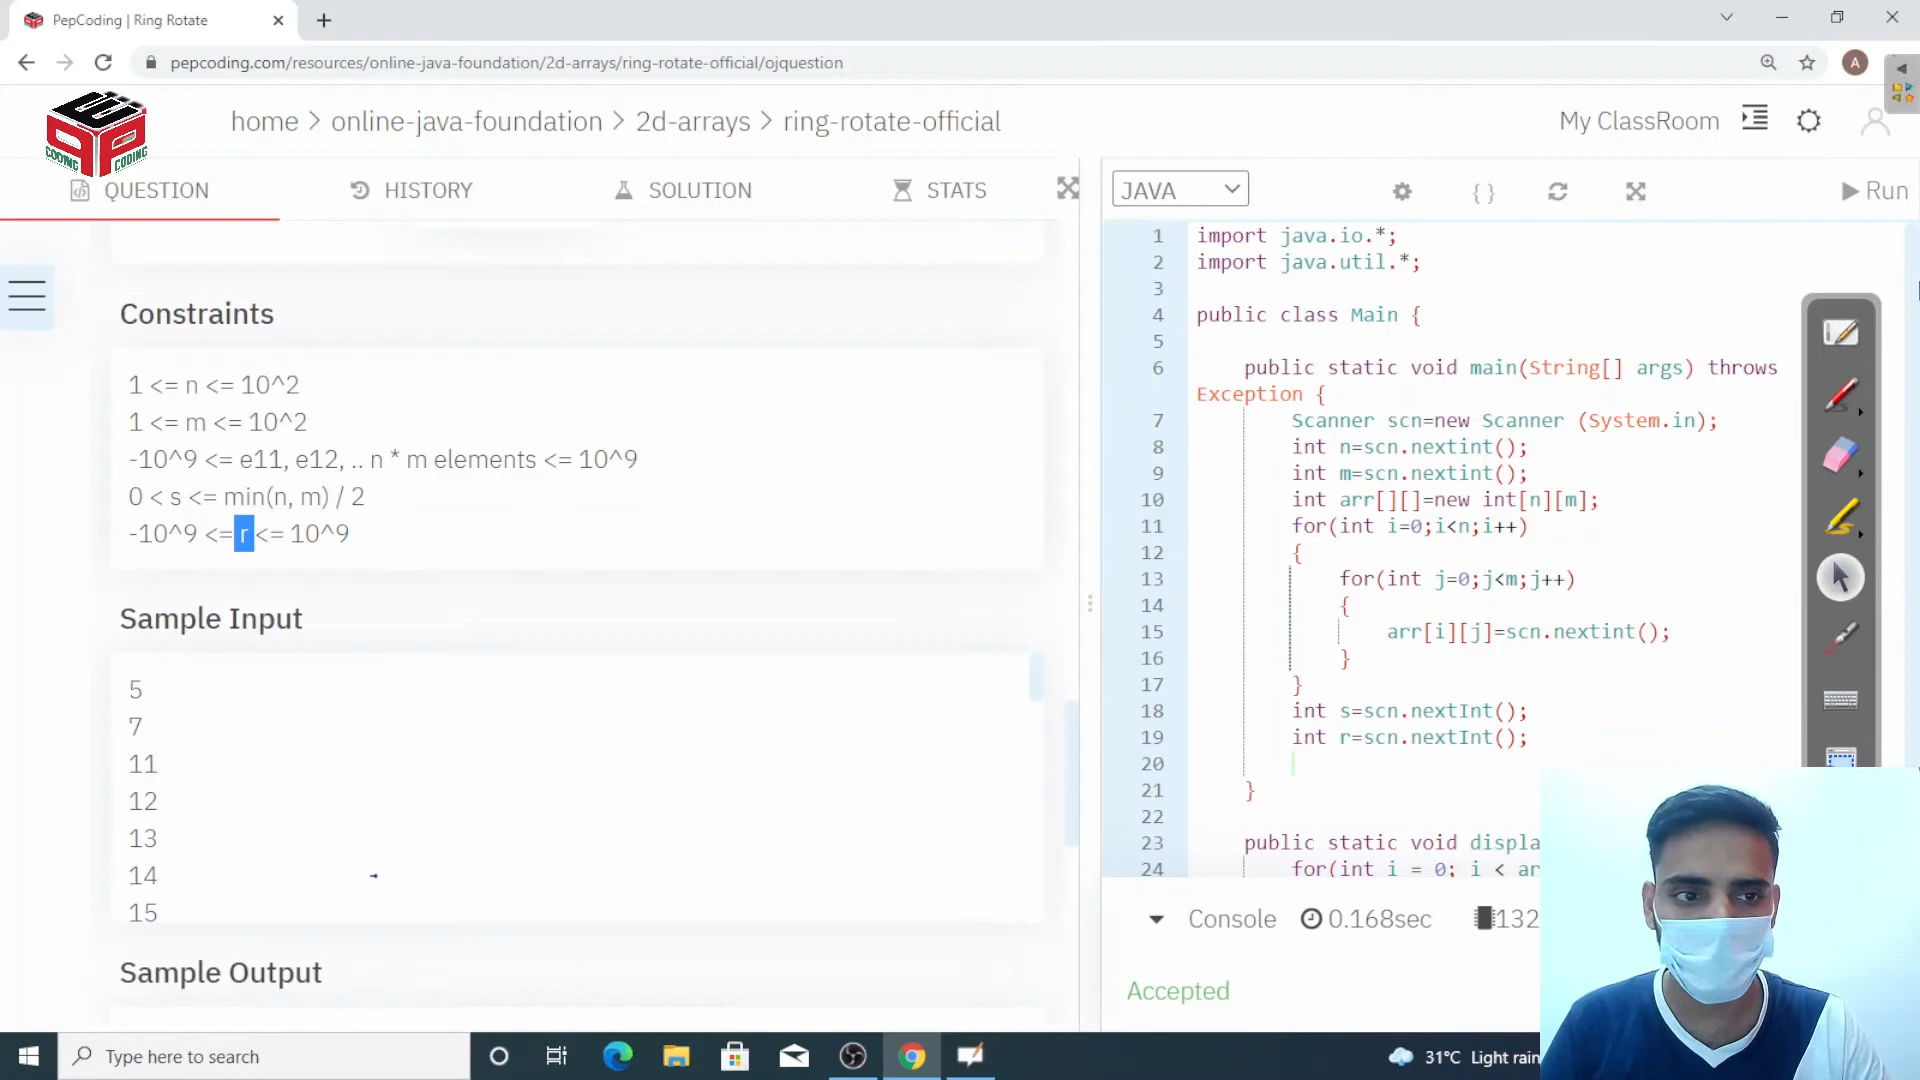 PepCoding | Ring Rotate
pepcoding.com/resources/online-java-foundation/2d-arrays/ring-rotate-official/ojquestion
A
CODING CODING
home > online-java-foundation > 2d-arrays > ring-rotate-official
My ClassRoom
QUESTION HISTORY SOLUTION STATS
Constraints
1 <= n <= 10^2
1 <= m <= 10^2
-10^9 <= e11, e12, .. n * m elements <= 10^9
0 < s <= min(n, m) / 2
-10^9 <= r <= 10^9
Sample Input
5
7
11
12
13
14
15
Sample Output
JAVA { } Run
1 import java.io.*;
2 import java.util.*;
3
4 public class Main {
5
6 public static void main(String[] args) throws
Exception {
7 Scanner scn=new Scanner (System.in);
8 int n=scn.nextint();
9 int m=scn.nextint();
10 int arr[][]=new int[n][m];
11 for(int i=0;i<n;i++)
12 {
13 for(int j=0;j<m;j++)
14 {
15 arr[i][j]=scn.nextint();
16 }
17 }
18 int s=scn.nextInt();
19 int r=scn.nextInt();
20
21 }
22
23 public static void displa
24 for(int i = 0; i < ar
Console 0.168sec 132
Accepted
Type here to search
31°C Light rain